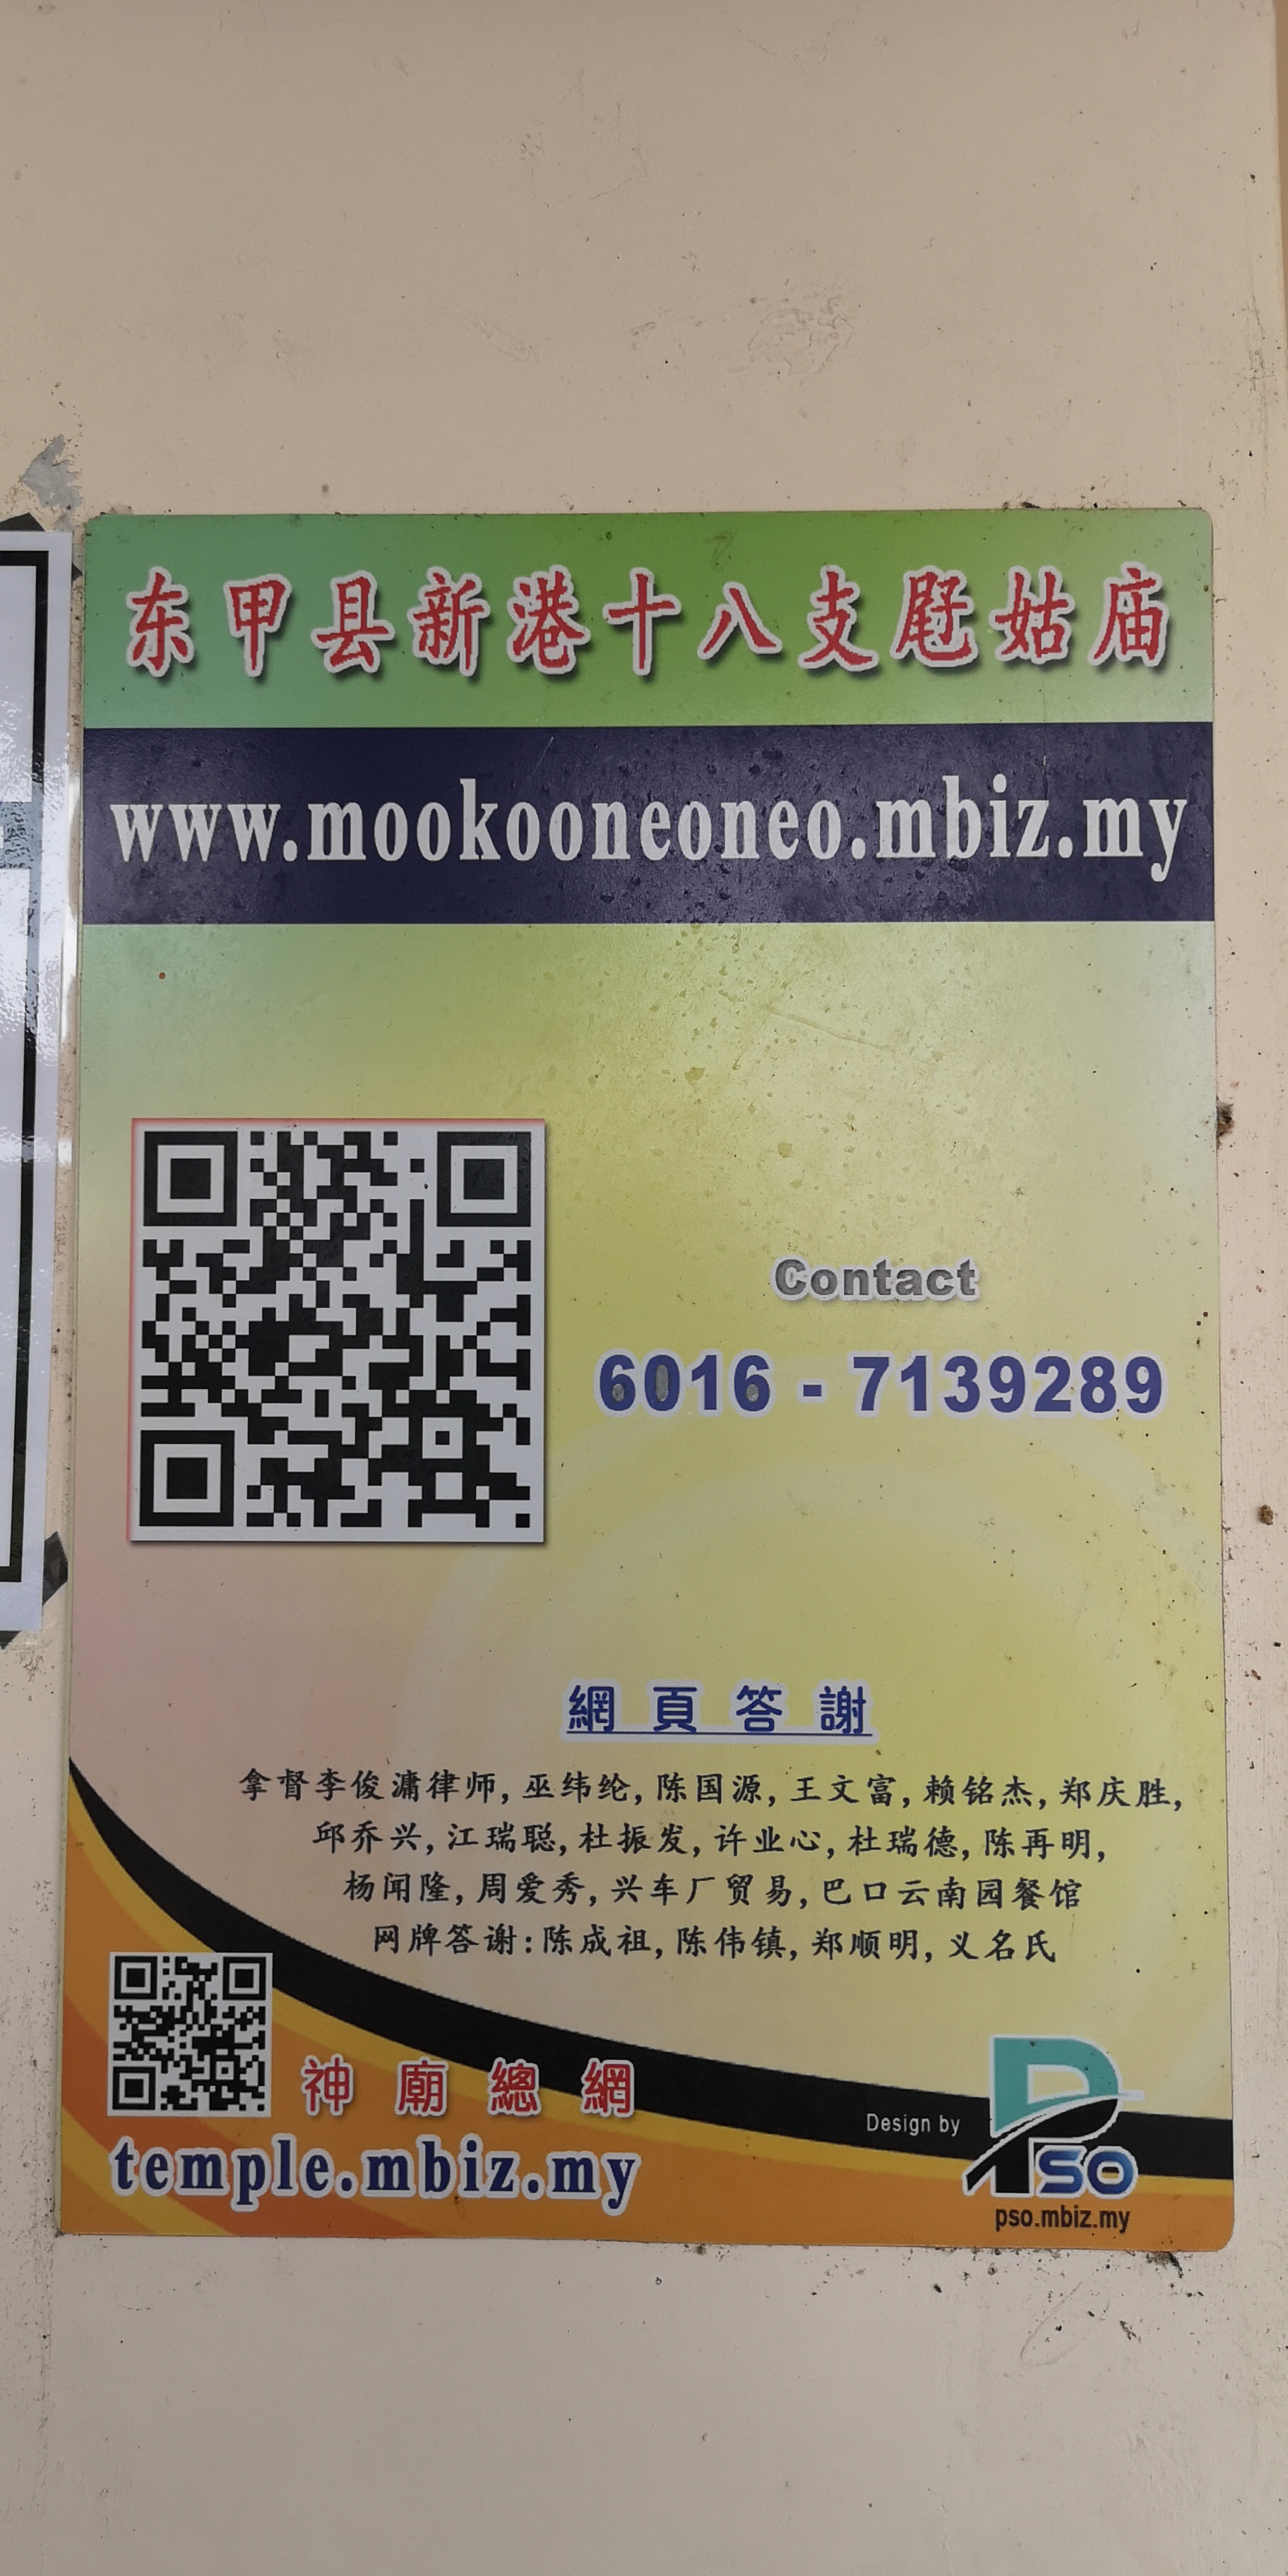 东甲县新港十八支尫姑庙
www.mookooneoneo.mbiz.my
Contact
6016 - 7139289
網頁答謝
拿督李俊滽律师, 巫纬纶, 陈国源, 王文富, 赖铭杰, 郑庆胜,
邱乔兴, 江瑞聪, 杜振发, 许业心, 杜瑞德, 陈再明,
杨闻隆, 周爱秀, 兴车厂贸易, 巴口云南园餐馆
网牌答谢: 陈成祖, 陈伟镇, 郑顺明, 义名氏
神廟總網
temple.mbiz.my
Design by
PSO
pso.mbiz.my